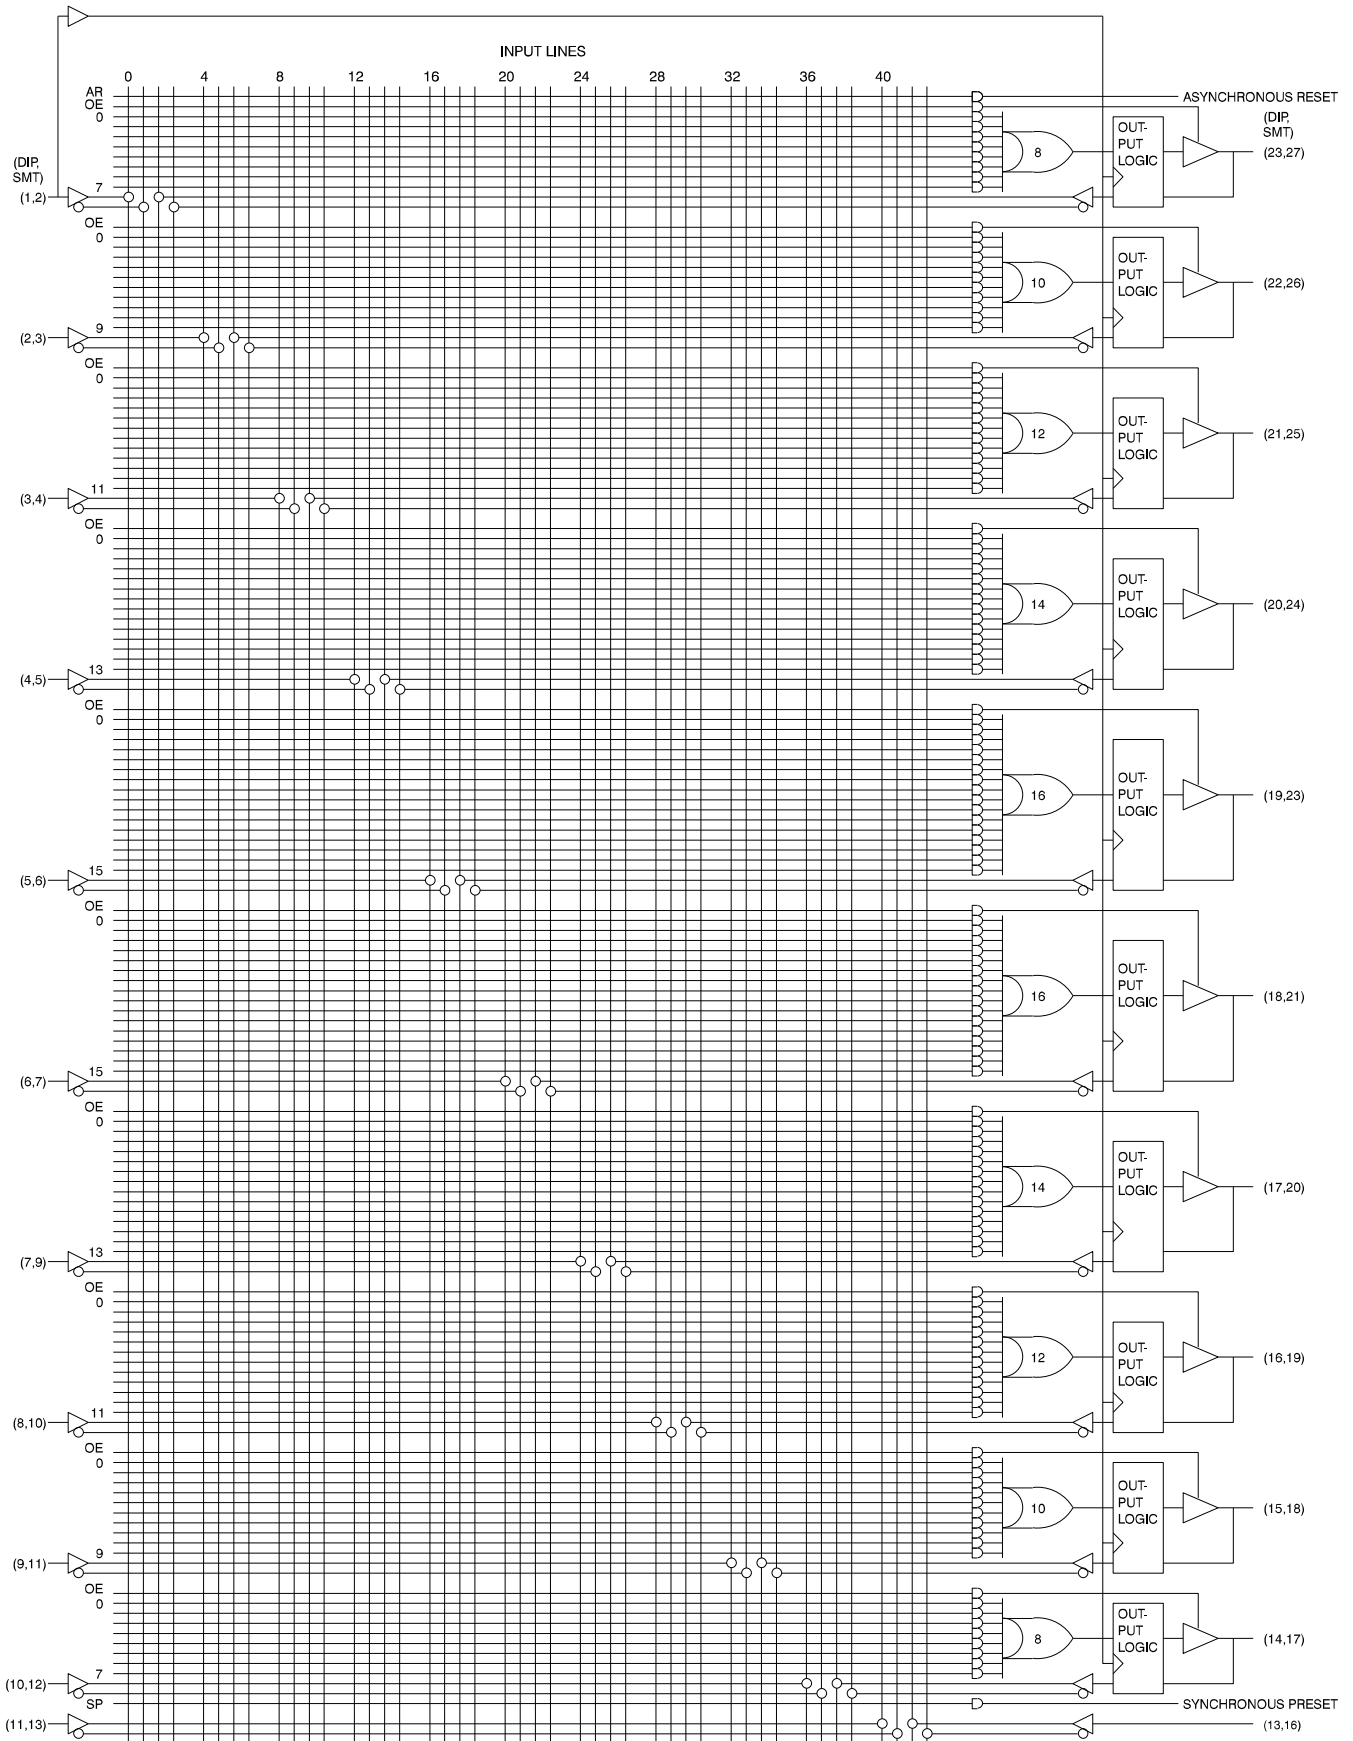 INPUT LINES
0 4 8 12 16 20 24 28 32 36 40
AR
ASYNCHRONOUS RESET
OE
0
(DIP,
SMT)
OUT-
PUT
LOGIC
8
(23,27)
(DIP,
SMT)
7
(1,2)
OE
0
OUT-
PUT
LOGIC
10
(22,26)
9
(2,3)
OE
0
OUT-
PUT
LOGIC
12
(21,25)
11
(3,4)
OE
0
OUT-
PUT
LOGIC
14
(20,24)
13
(4,5)
OE
0
OUT-
PUT
LOGIC
16
(19,23)
15
(5,6)
OE
0
OUT-
PUT
LOGIC
16
(18,21)
15
(6,7)
OE
0
OUT-
PUT
LOGIC
14
(17,20)
13
(7,9)
OE
0
OUT-
PUT
LOGIC
12
(16,19)
11
(8,10)
OE
0
OUT-
PUT
LOGIC
10
(15,18)
9
(9,11)
OE
0
OUT-
PUT
LOGIC
8
(14,17)
7
(10,12)
SP
SYNCHRONOUS PRESET
(11,13)
(13,16)